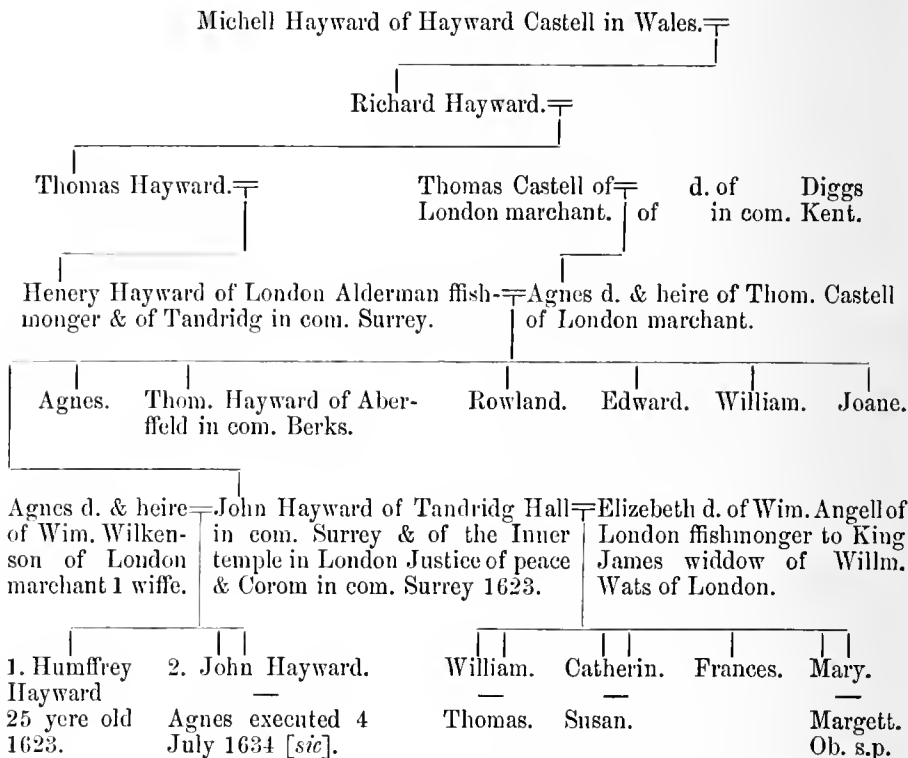 Michell Hayward of Hayward Castell in Wales.
Richard Hayward.
Thomas Hayward.
Thomas Castell of
London marchant.
d. of Diggs
of in com. Kent.
Henery Hayward of London Alderman ffish-
monger & of Tandridg in com. Surrey.
Agnes d. & heire of Thom. Castell
of London marchant.
Agnes.
Thom. Hayward of Aber-
ffeld in com. Berks.
Rowland.
Edward.
William.
Joane.
Agnes d. & heire
of Wim. Wilken-
son of London
marchant 1 wiffe.
John Hayward of Tandridg Hall
in com. Surrey & of the Inner
temple in London Justice of peace
& Corom in com. Surrey 1623.
Elizebeth d. of Wim. Angell of
London ffishmonger to King
James widdow of Willm.
Wats of London.
1. Humffrey
Hayward
25 yere old
1623.
2. John Hayward.
Agnes executed 4
July 1634 [sic].
William.
Thomas.
Catherin.
Susan.
Frances.
Mary.
Margett.
Ob. s.p.